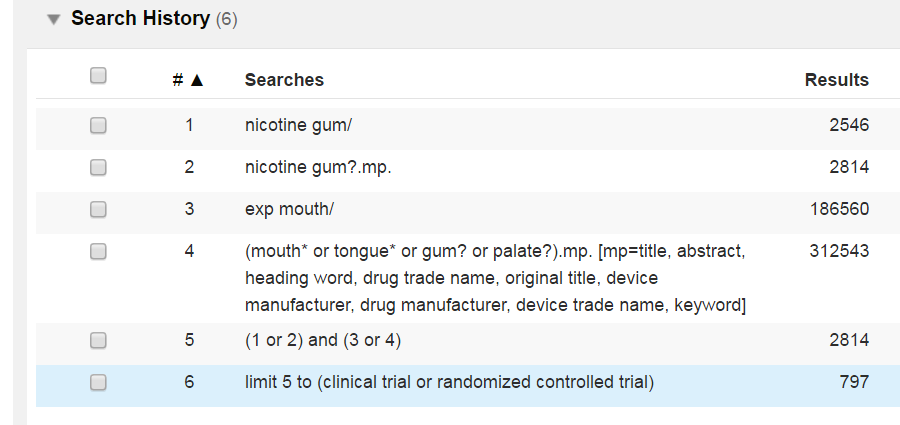 ▼ Search History (6)
# ▲ Searches Results
1 nicotine gum/ 2546
2 nicotine gum?.mp. 2814
3 exp mouth/ 186560
4 (mouth* or tongue* or gum? or palate?).mp. [mp=title, abstract, 312543
heading word, drug trade name, original title, device
manufacturer, drug manufacturer, device trade name, keyword]
5 (1 or 2) and (3 or 4) 2814
6 limit 5 to (clinical trial or randomized controlled trial) 797